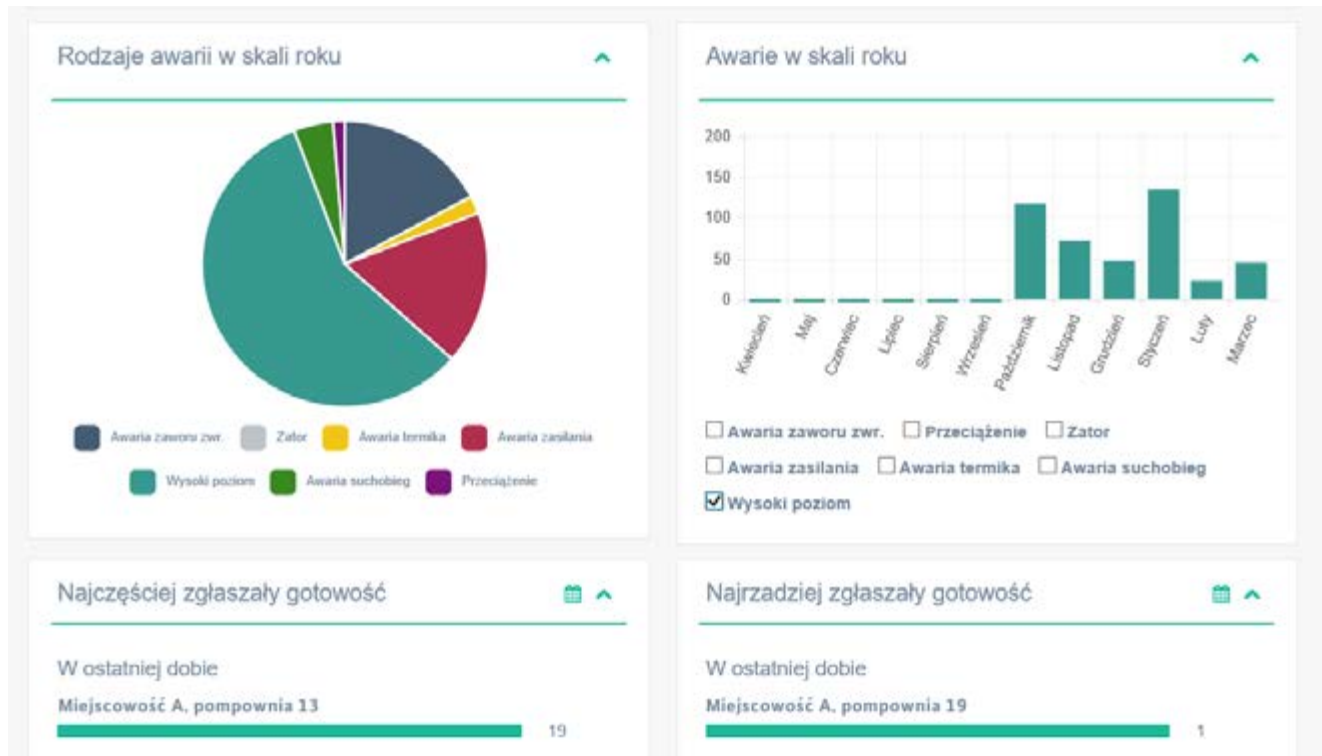 Rodzaje awarii w skali roku
Awaria zaworu zwr. Zator Awaria termika Awaria zasilania
Wysoki poziom Awaria suchobieg Przeciążenie
Awarie w skali roku
200
150
100
50
0
Kwiecień Maj Czerwiec Lipiec Sierpień Wrzesień Październik Listopad Grudzień Styczeń Luty Marzec
Awaria zaworu zwr. Przeciążenie Zator
Awaria zasilania Awaria termika Awaria suchobieg
Wysoki poziom
Najczęściej zgłaszały gotowość
W ostatniej dobie
Miejscowość A, pompownia 13
19
Najrzadziej zgłaszały gotowość
W ostatniej dobie
Miejscowość A, pompownia 19
1